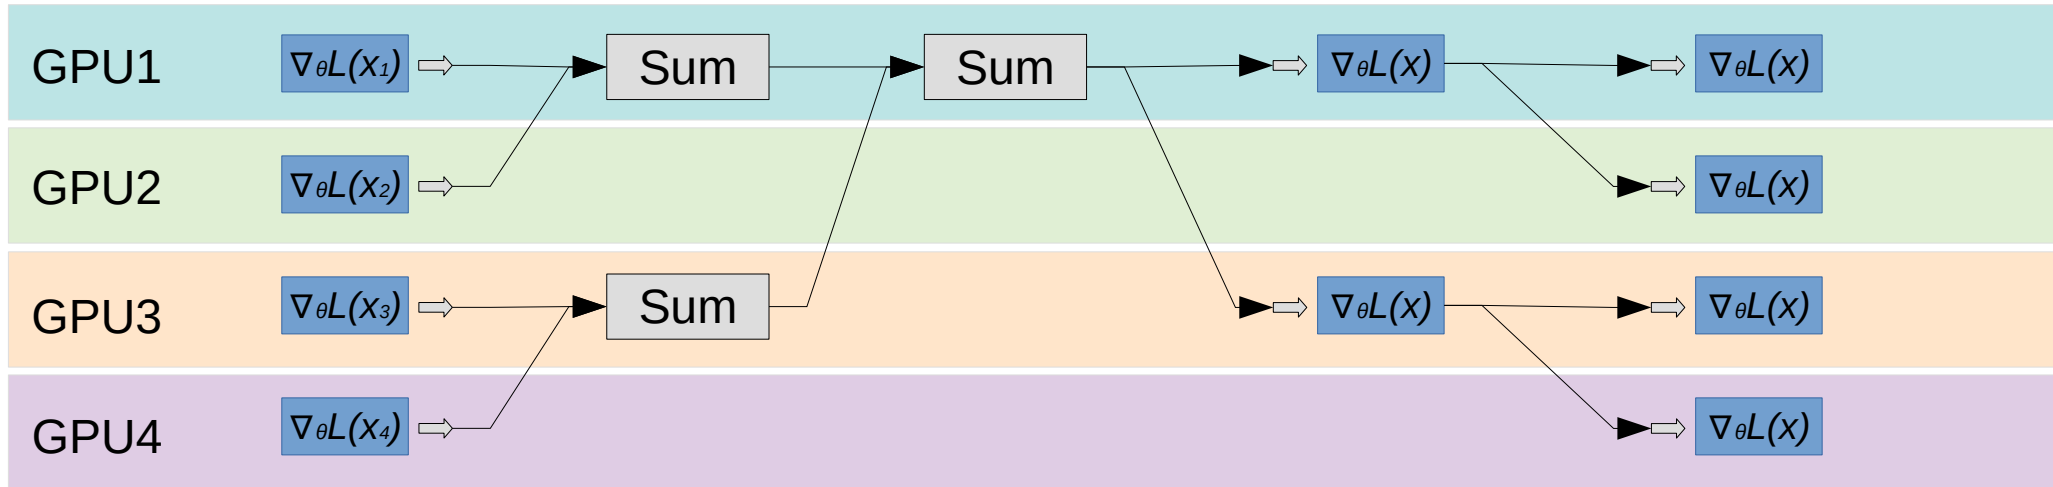 GPU1 ∇θL(x1) Sum Sum ∇θL(x) ∇θL(x)
GPU2 ∇θL(x2) ∇θL(x)
GPU3 ∇θL(x3) Sum ∇θL(x) ∇θL(x)
GPU4 ∇θL(x4) ∇θL(x)